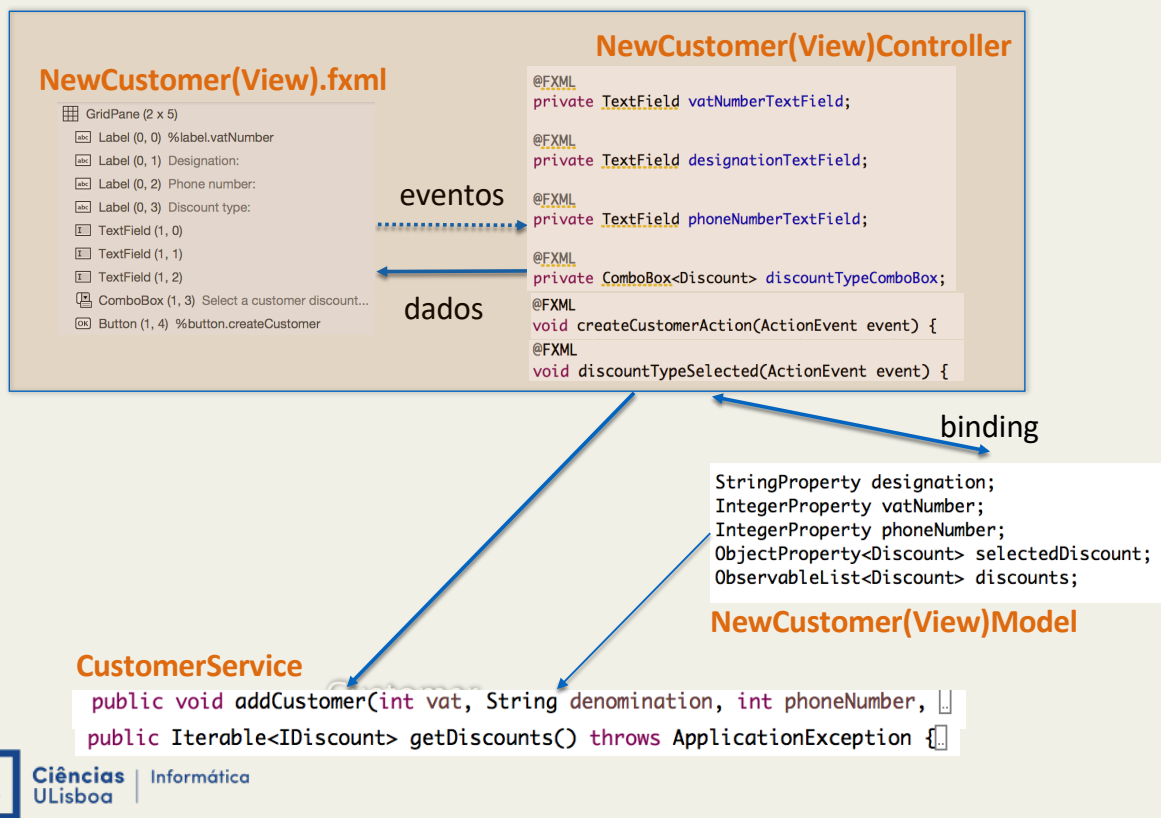 NewCustomer(View)Controller
NewCustomer(View).fxml
GridPane (2 x 5)
Label (0, 0) %label.vatNumber
Label (0, 1) Designation:
Label (0, 2) Phone number:
Label (0, 3) Discount type:
TextField (1, 0)
TextField (1, 1)
TextField (1, 2)
ComboBox (1, 3) Select a customer discount...
OK Button (1, 4) %button.createCustomer
eventos
dados
@FXML
private TextField vatNumberTextField;
@FXML
private TextField designationTextField;
@FXML
private TextField phoneNumberTextField;
@FXML
private ComboBox<Discount> discountTypeComboBox;
@FXML
void createCustomerAction(ActionEvent event) {
@FXML
void discountTypeSelected(ActionEvent event) {
binding
StringProperty designation;
IntegerProperty vatNumber;
IntegerProperty phoneNumber;
ObjectProperty<Discount> selectedDiscount;
ObservableList<Discount> discounts;
NewCustomer(View)Model
CustomerService
public void addCustomer(int vat, String denomination, int phoneNumber,
public Iterable<IDiscount> getDiscounts() throws ApplicationException {
Ciências
ULisboa
Informática